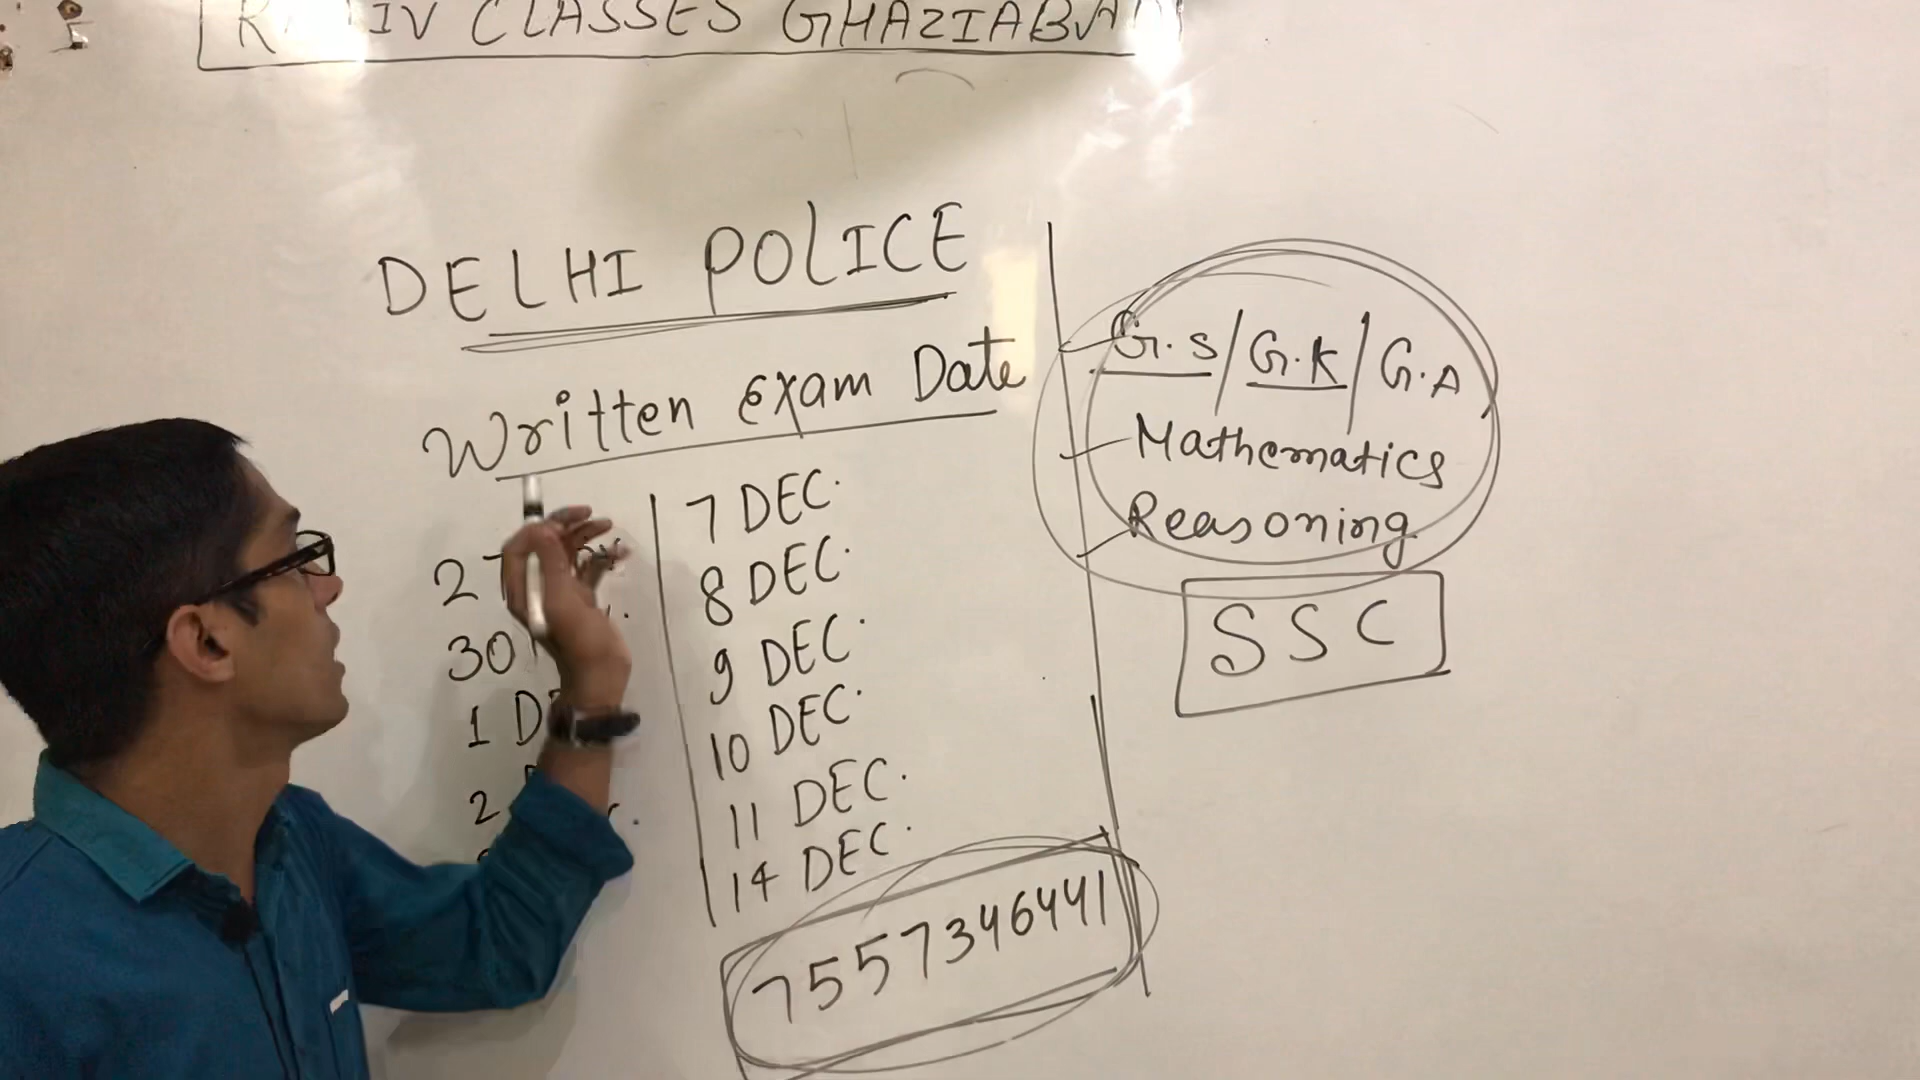 CLASSES GHAZIABAD
DELHI POLICE
Written Exam Date
30
1
2
7 DEC.
8 DEC.
9 DEC.
10 DEC.
11 DEC.
14 DEC.
7557346441
G.S/G.K/G.A
Mathematics
Reasoning
SSC